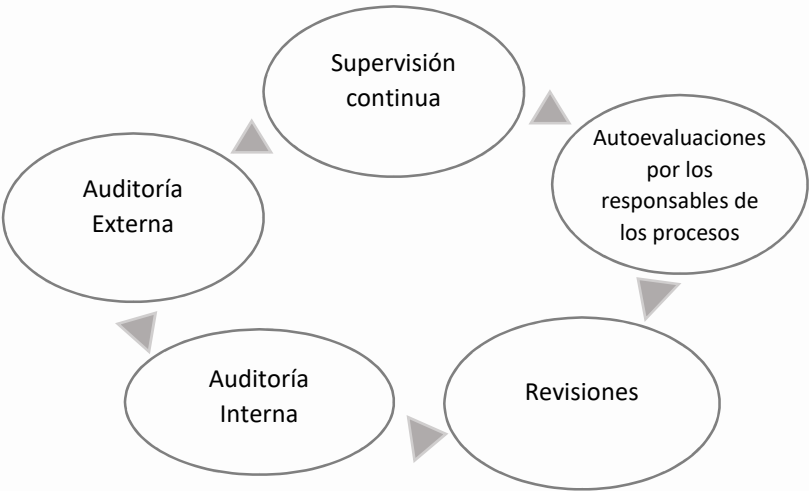 Supervisión
continua
Autoevaluaciones
por los
responsables de
los procesos
Revisiones
Auditoría
Interna
Auditoría
Externa